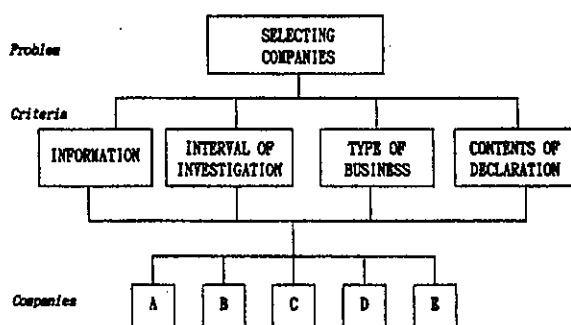 SELECTING
COMPANIES
Problem
Criteria
INFORMATION
INTERVAL OF
INVESTIGATION
TYPE OF
BUSINESS
CONTENTS OF
DECLARATION
Companies
A
B
C
D
E